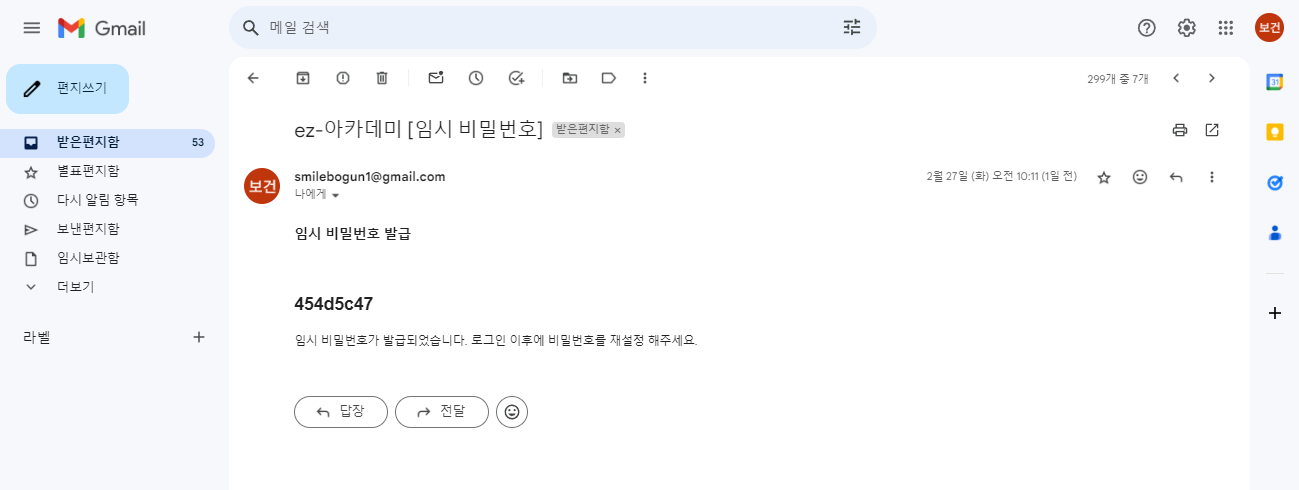 Gmail
메일 검색
보건
편지쓰기
299개 중 7개
31
받은편지함 53
별표편지함
다시 알림 항목
보낸편지함
임시보관함
더보기
라벨
ez-아카데미 [임시 비밀번호] 받은편지함 ×
보건
smilebogun1@gmail.com
2월 27일 (화) 오전 10:11 (1일 전)
나에게
임시 비밀번호 발급
454d5c47
임시 비밀번호가 발급되었습니다. 로그인 이후에 비밀번호를 재설정 해주세요.
답장
전달